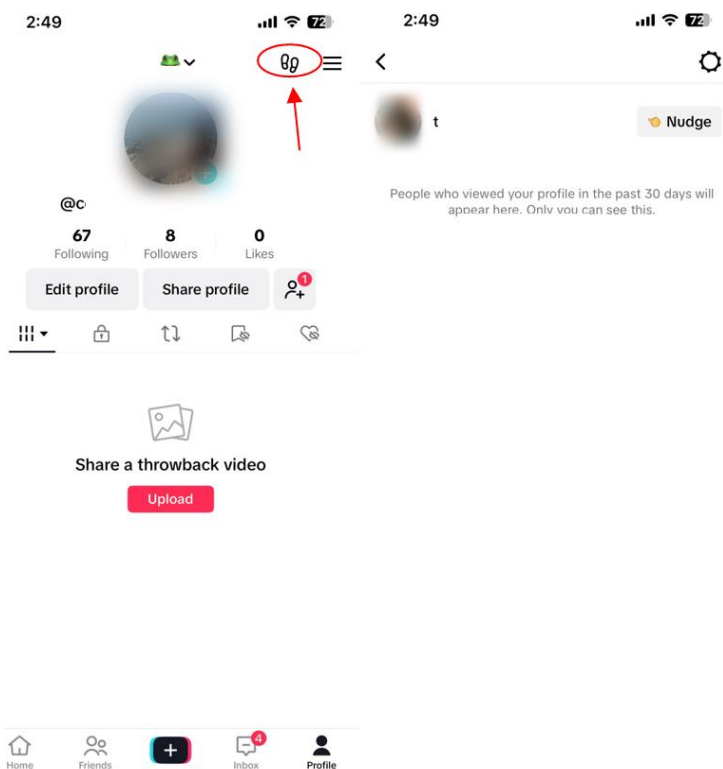 2:49
72
@c
67
Following
8
Followers
0
Likes
Edit profile
Share profile
1
Share a throwback video
Upload
Home
Friends
4
Inbox
Profile
2:49
72
t
Nudge
People who viewed your profile in the past 30 days will
appear here. Only you can see this.